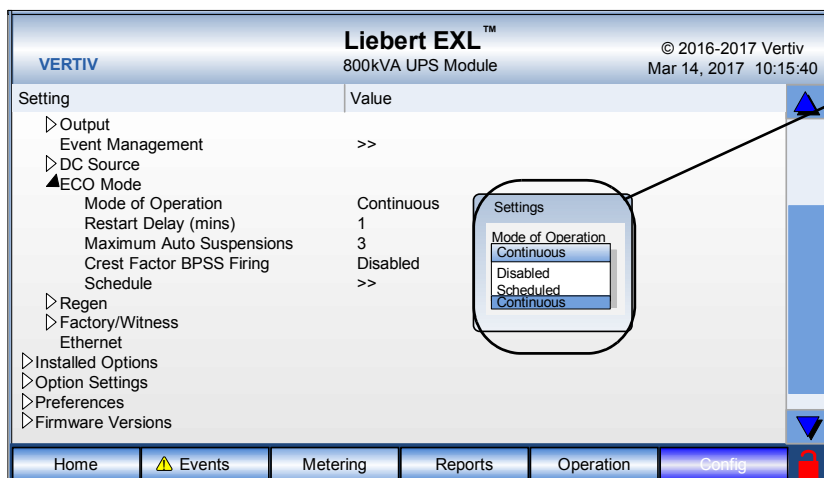 VERTIV
Liebert EXL™
800kVA UPS Module
© 2016-2017 Vertiv
Mar 14, 2017 10:15:40
Setting Value
Output
Event Management >>
DC Source
ECO Mode
Mode of Operation Continuous
Restart Delay (mins) 1
Maximum Auto Suspensions 3
Crest Factor BPSS Firing Disabled
Schedule >>
Regen
Factory/Witness
Ethernet
Installed Options
Option Settings
Preferences
Firmware Versions
Settings
Mode of Operation
Continuous
Disabled
Scheduled
Continuous
Home Events Metering Reports Operation Config